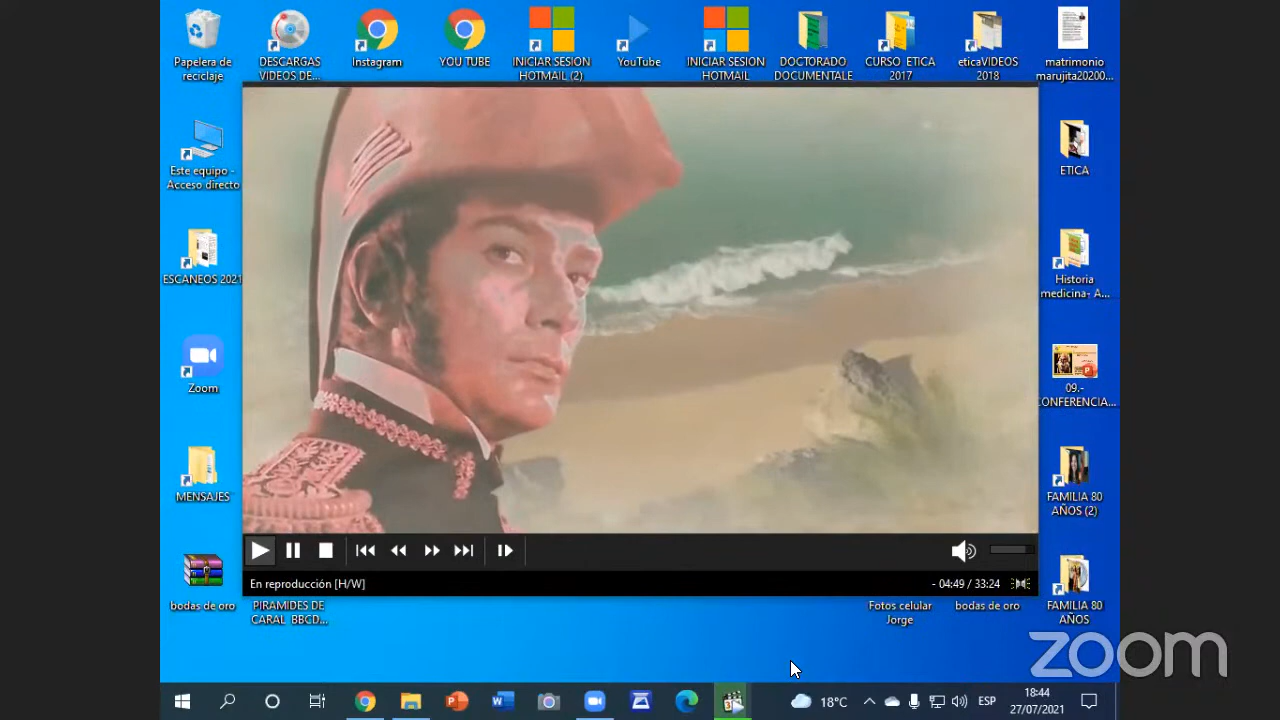 Papelera de
reciclaje
DESCARGAS
VIDEOS DE...
Instagram
YOU TUBE
INICIAR SESION
HOTMAIL (2)
YouTube
INICIAR SESION
HOTMAIL
DOCTORADO
DOCUMENTALE
CURSO ETICA
2017
eticaVIDEOS
2018
matrimonio
marujita20200...
Este equipo -
Acceso directo
ETICA
ESCANEOS 2021
Historia
medicina- A...
Zoom
09.-
CONFERENCIA...
MENSAJES
FAMILIA 80
AÑOS (2)
En reproducción [H/W]
- 04:49 / 33:24
bodas de oro
PIRAMIDES DE
CARAL BBCD...
Fotos celular
Jorge
bodas de oro
FAMILIA 80
AÑOS
zoom
18°C
ESP
18:44
27/07/2021